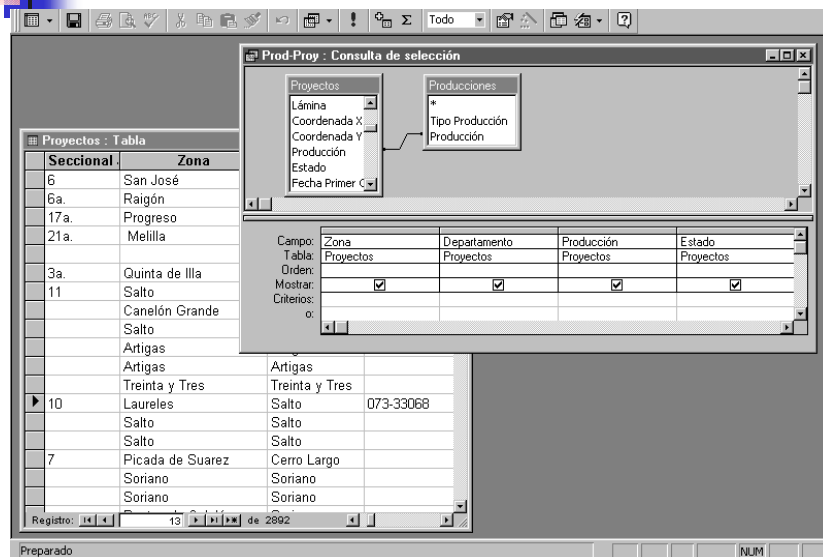 Todo
Prod-Proy : Consulta de selección
Proyectos
Lámina
Coordenada X
Coordenada Y
Producción
Estado
Fecha Primer
Producciones
*
Tipo Producción
Producción
Campo: Zona Departamento Producción Estado
Tabla: Proyectos Proyectos Proyectos Proyectos
Orden:
Mostrar:
Criterios:
o:
Proyectos : Tabla
Seccional Zona
6 San José
6a. Raigón
17a. Progreso
21a. Melilla
3a. Quinta de Illa
11 Salto
Canelón Grande
Salto
Artigas
Artigas Artigas
Treinta y Tres Treinta y Tres
10 Laureles Salto 073-33068
Salto Salto
Salto Salto
7 Picada de Suarez Cerro Largo
Soriano Soriano
Soriano Soriano
Registro: 13 de 2892
Preparado NUM